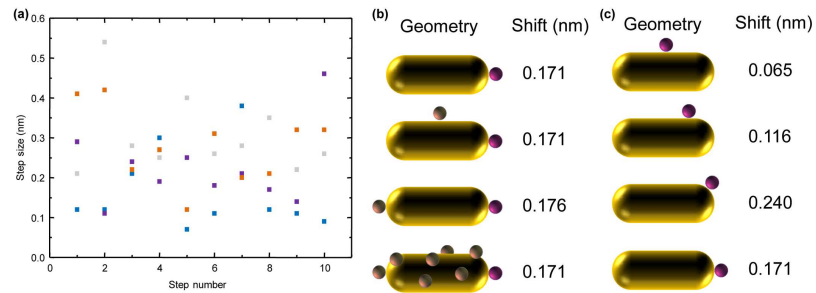 (a)
0.6
0.5
0.4
0.3
0.2
0.1
0.0
Step size (nm)
0 2 4 6 8 10
Step number
(b)
Geometry Shift (nm)
0.171
0.171
0.176
0.171
(c)
Geometry Shift (nm)
0.065
0.116
0.240
0.171